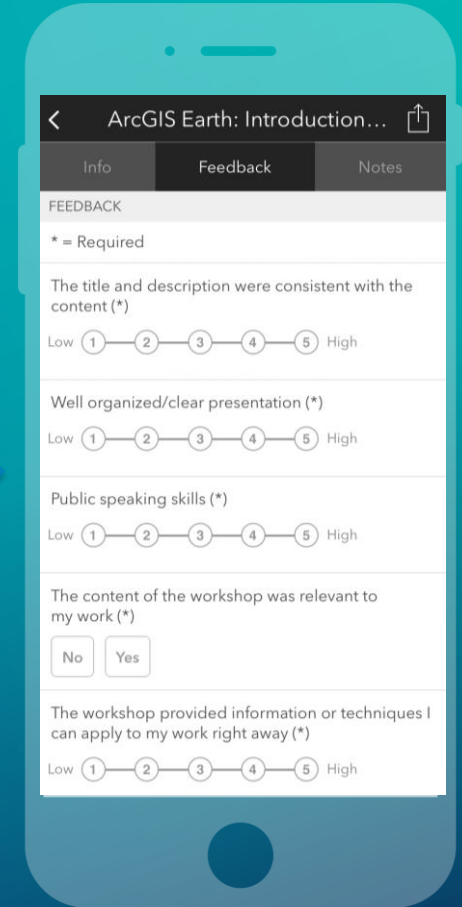 ArcGIS Earth: Introduction...
Info Feedback Notes
FEEDBACK
* = Required
The title and description were consistent with the
content (*)
Low 1 2 3 4 5 High
Well organized/clear presentation (*)
Low 1 2 3 4 5 High
Public speaking skills (*)
Low 1 2 3 4 5 High
The content of the workshop was relevant to
my work (*)
No Yes
The workshop provided information or techniques I
can apply to my work right away (*)
Low 1 2 3 4 5 High